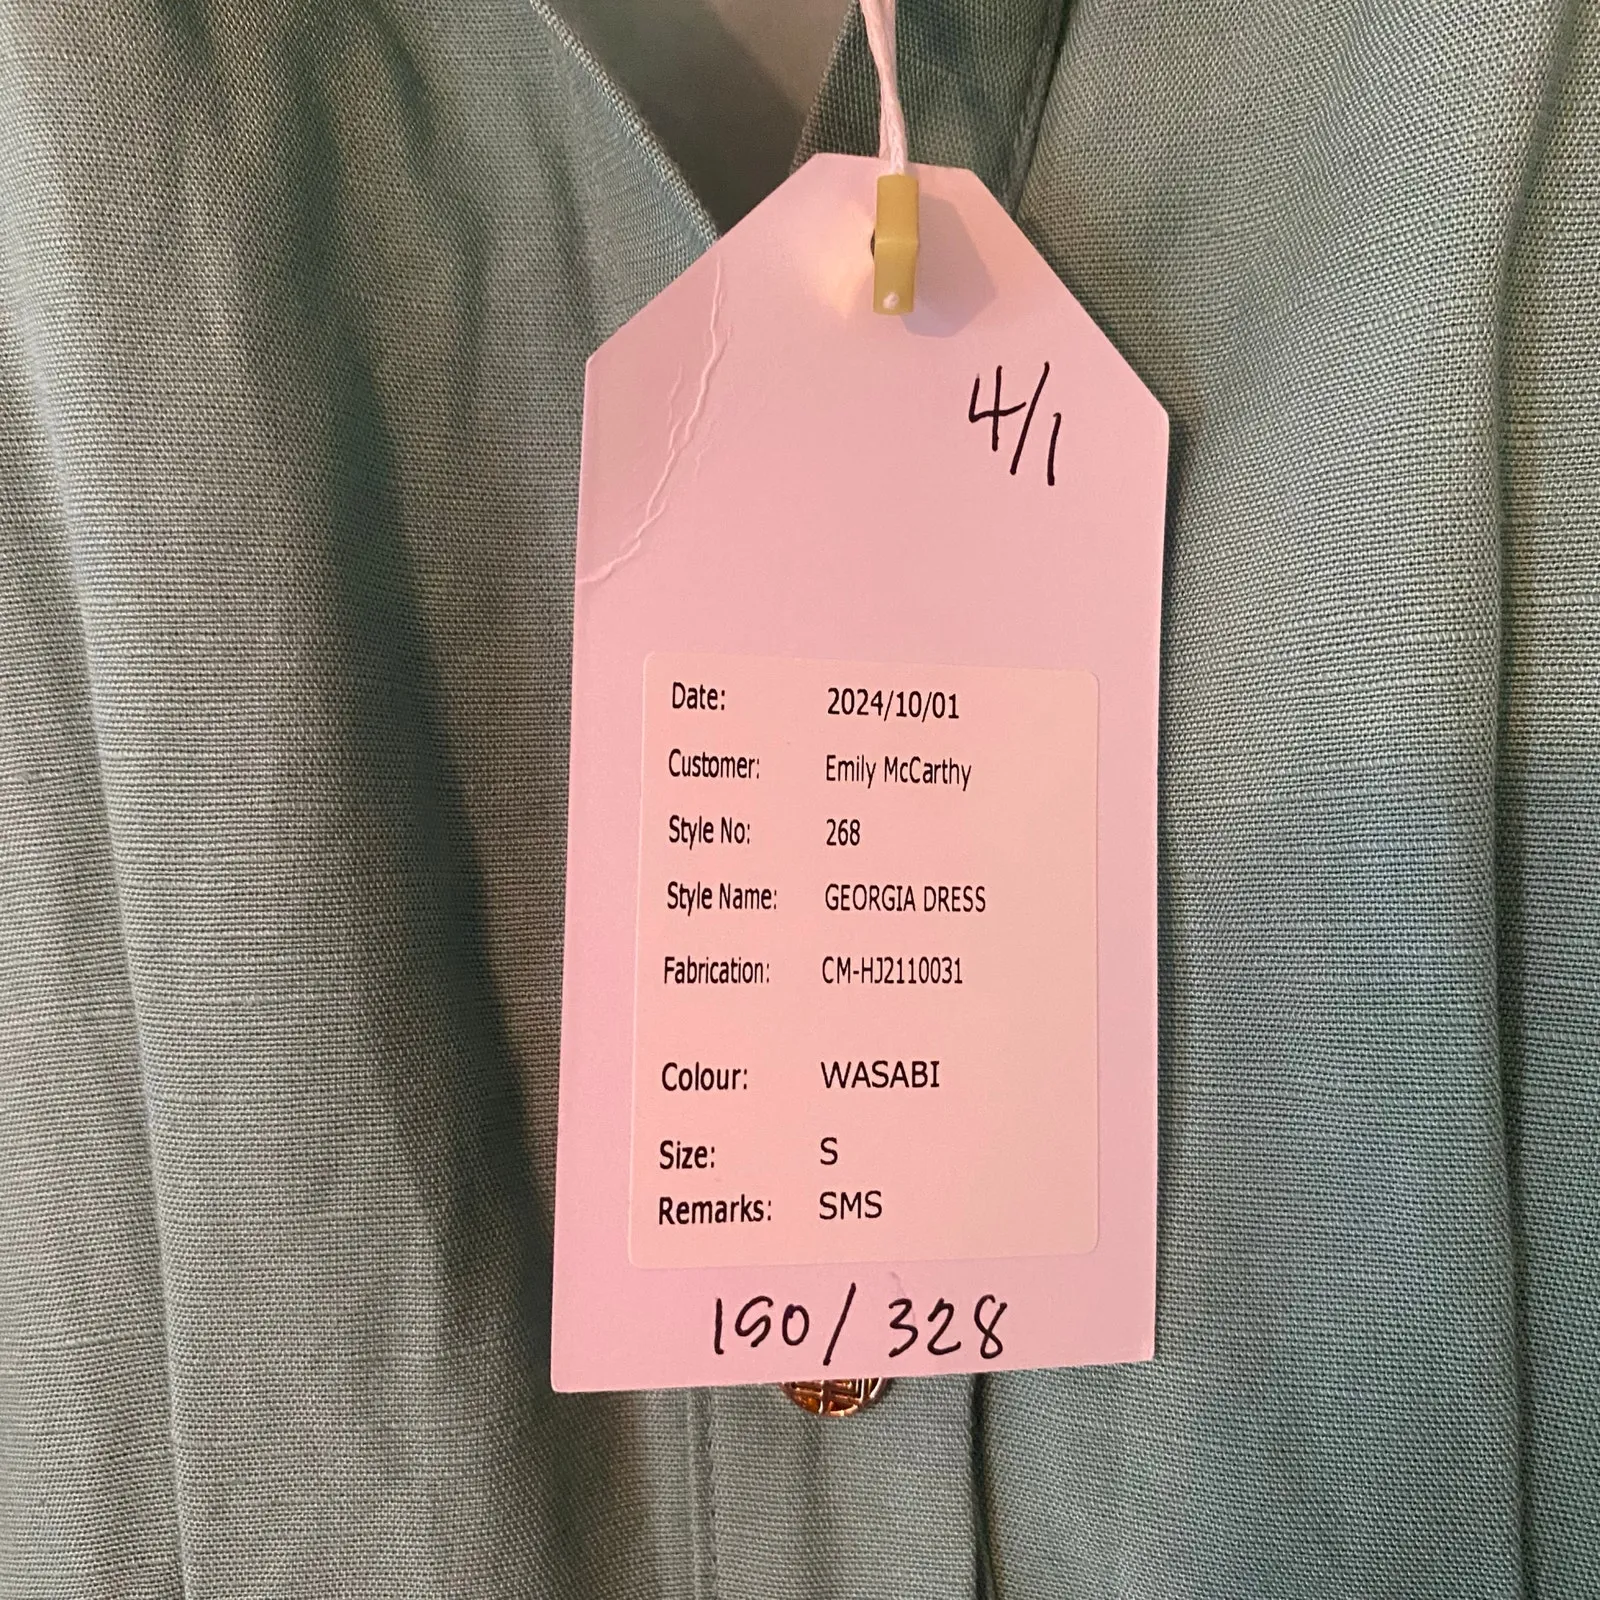 4/1
Date: 2024/10/01
Customer: Emily McCarthy
Style No: 268
Style Name: GEORGIA DRESS
Fabrication: CM-HJ2110031
Colour: WASABI
Size: S
Remarks: SMS
150/328